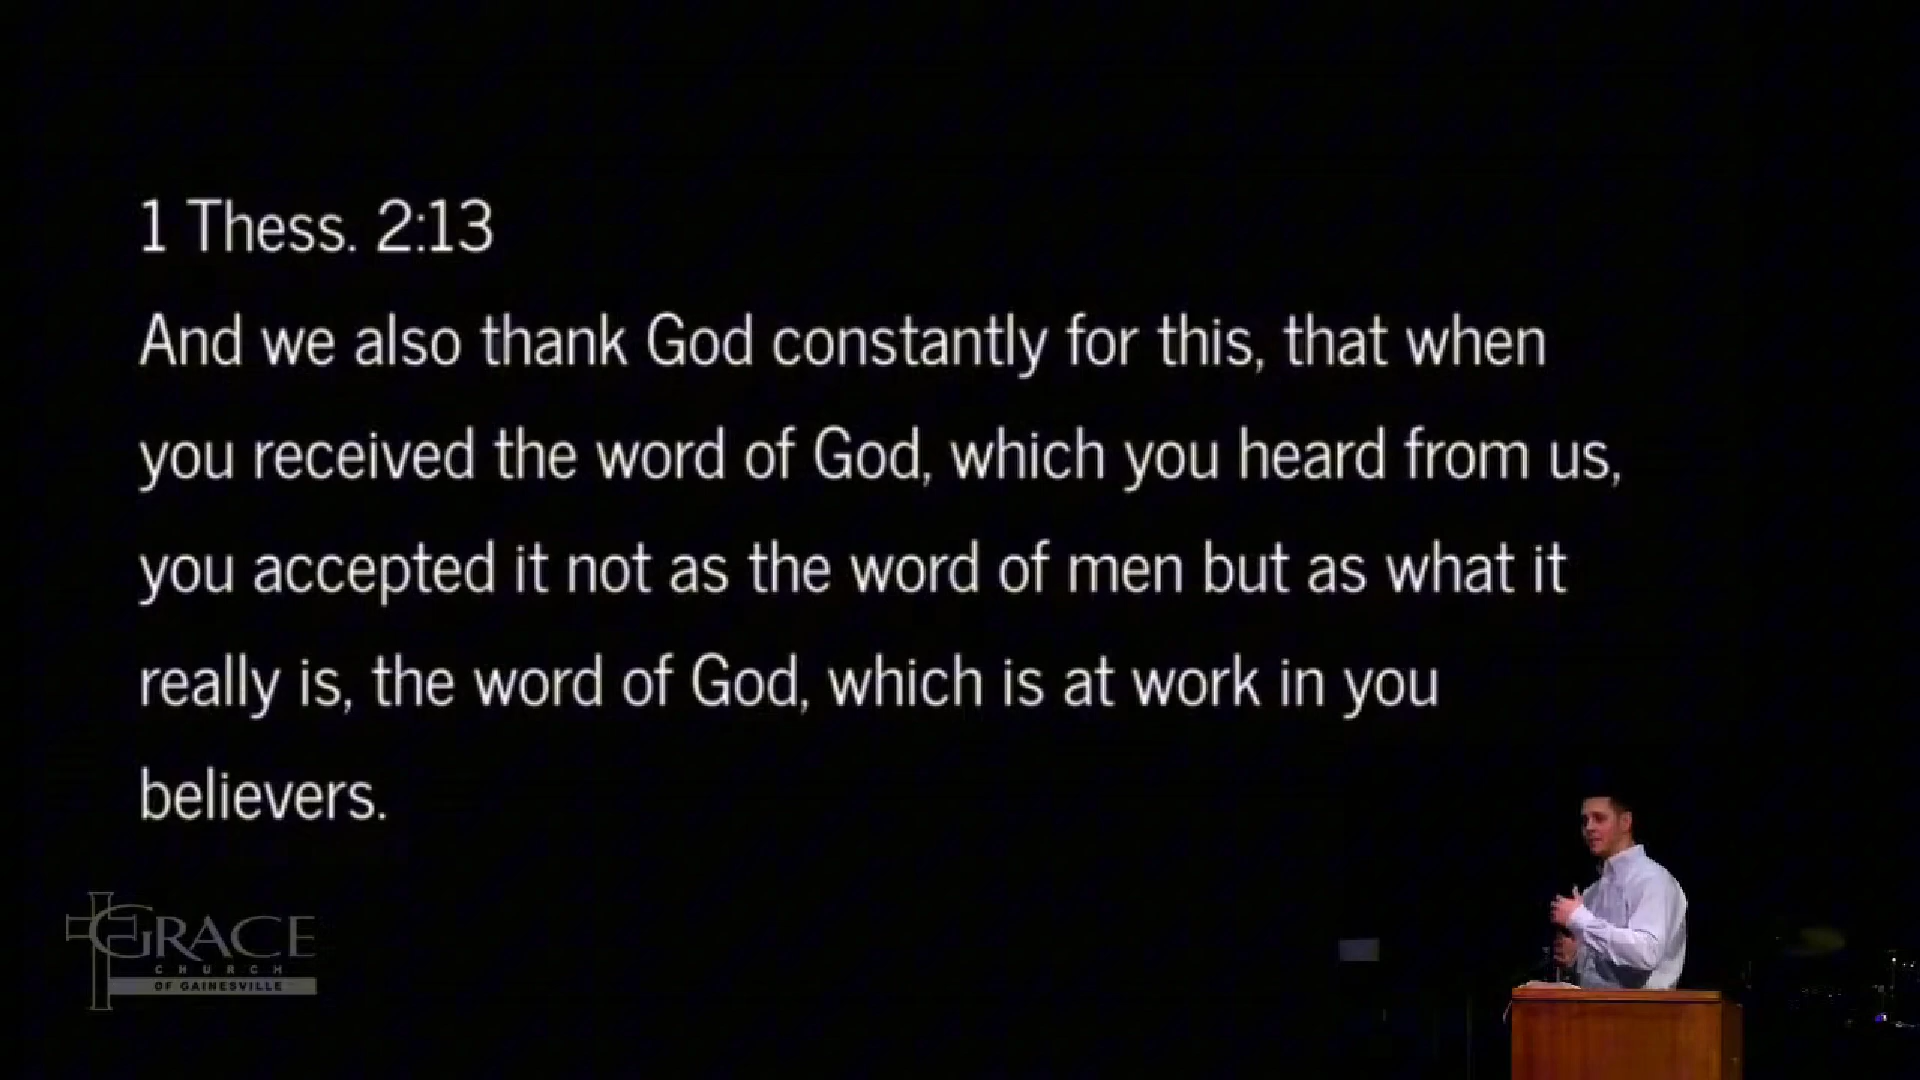 1 Thess. 2:13
And we also thank God constantly for this, that when
you received the word of God, which you heard from us,
you accepted it not as the word of men but as what it
really is, the word of God, which is at work in you
believers.
GRACE
CHURCH
OF GAINESVILLE